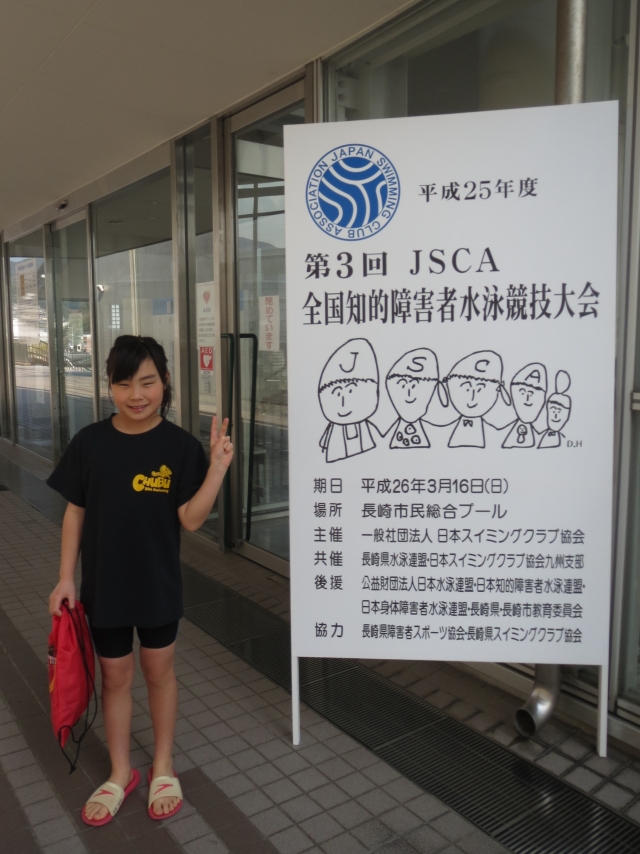 JAPAN SWIMMING CLUB ASSOCIATION
平成25年度
第3回 JSCA
全国知的障害者水泳競技大会
J S C A
D.H
期日 平成26年3月16日(日)
場所 長崎市民総合プール
主催 一般社団法人 日本スイミングクラブ協会
共催 長崎県水泳連盟・日本スイミングクラブ協会九州支部
後援 公益財団法人日本水泳連盟・日本知的障害者水泳連盟・
日本身体障害者水泳連盟・長崎県・長崎市教育委員会
協力 長崎県障害者スポーツ協会・長崎県スイミングクラブ協会
CHUBU
AED